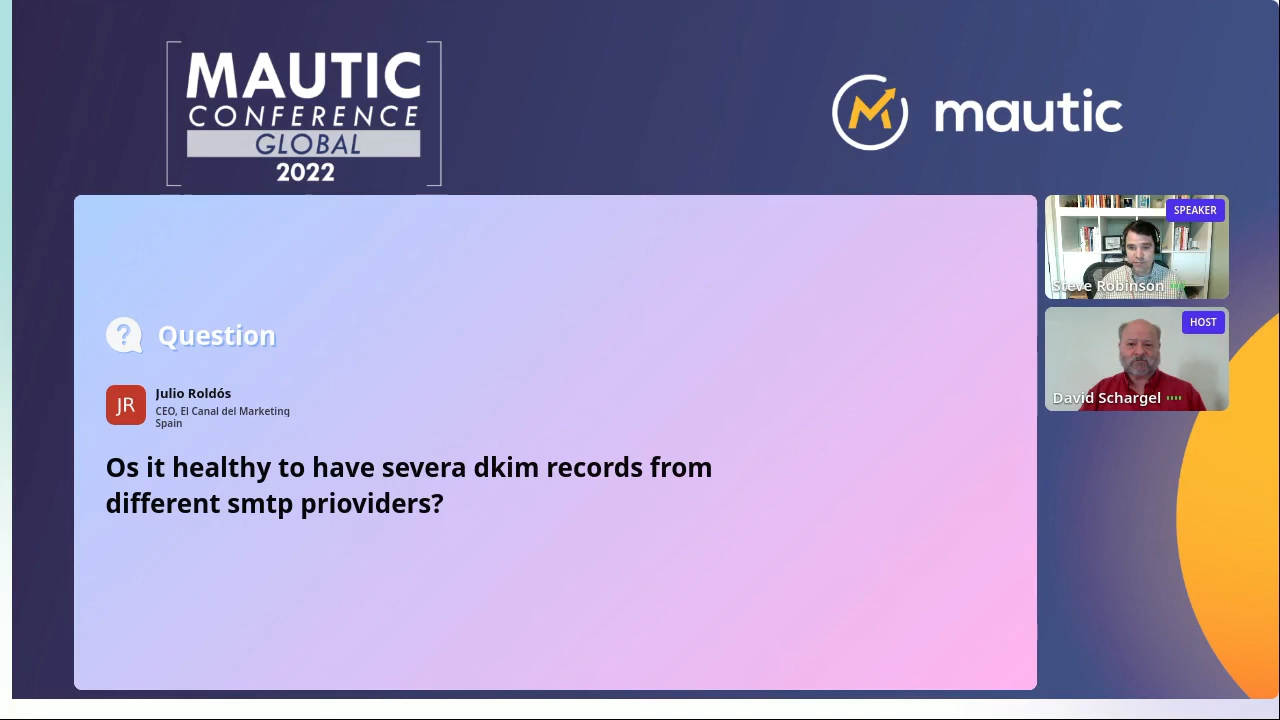 MAUTIC
CONFERENCE
GLOBAL
2022
mautic
SPEAKER
Steve Robinson
HOST
David Schargel
? Question
JR
Julio Roldós
CEO, El Canal del Marketing
Spain
Os it healthy to have severa dkim records from
different smtp prioviders?